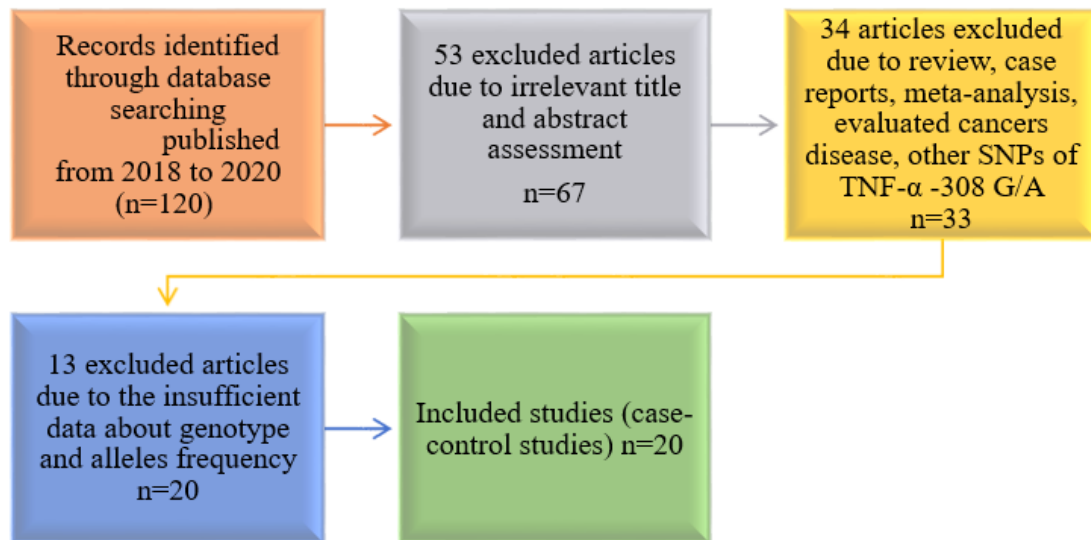 Records identified
through database
searching
published
from 2018 to 2020
(n=120)
53 excluded articles
due to irrelevant title
and abstract
assessment
n=67
34 articles excluded
due to review, case
reports, meta-analysis,
evaluated cancers
disease, other SNPs of
TNF-α -308 G/A
n=33
13 excluded articles
due to the insufficient
data about genotype
and alleles frequency
n=20
Included studies (case-
control studies) n=20